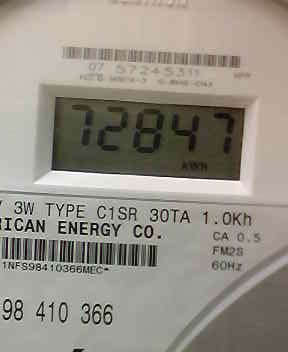 07 57245311
72847
KWH
3W TYPE C1SR 30TA 1.0Kh
RICAN ENERGY CO. CA 0.5
FM2S
1NFS98410366MEC* 60Hz
98 410 366